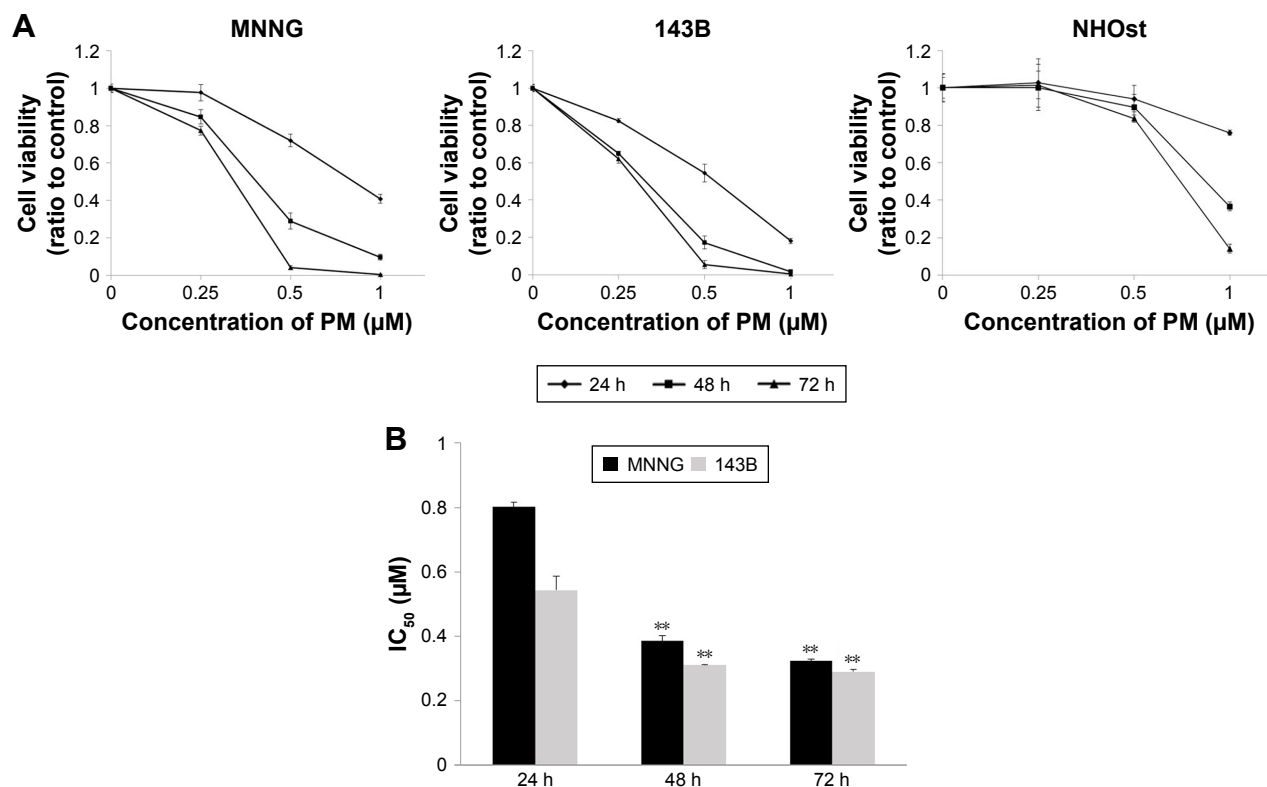 A
MNNG
143B
NHOst
Cell viability
(ratio to control)
1.2
1
0.8
0.6
0.4
0.2
0
0
0.25
0.5
1
Concentration of PM (µM)
Cell viability
(ratio to control)
1.2
1
0.8
0.6
0.4
0.2
0
0
0.25
0.5
1
Concentration of PM (µM)
Cell viability
(ratio to control)
1.2
1
0.8
0.6
0.4
0.2
0
0
0.25
0.5
1
Concentration of PM (µM)
24 h
48 h
72 h
B
MNNG
143B
IC50 (µM)
1
0.8
0.6
0.4
0.2
0
**
**
**
**
24 h
48 h
72 h